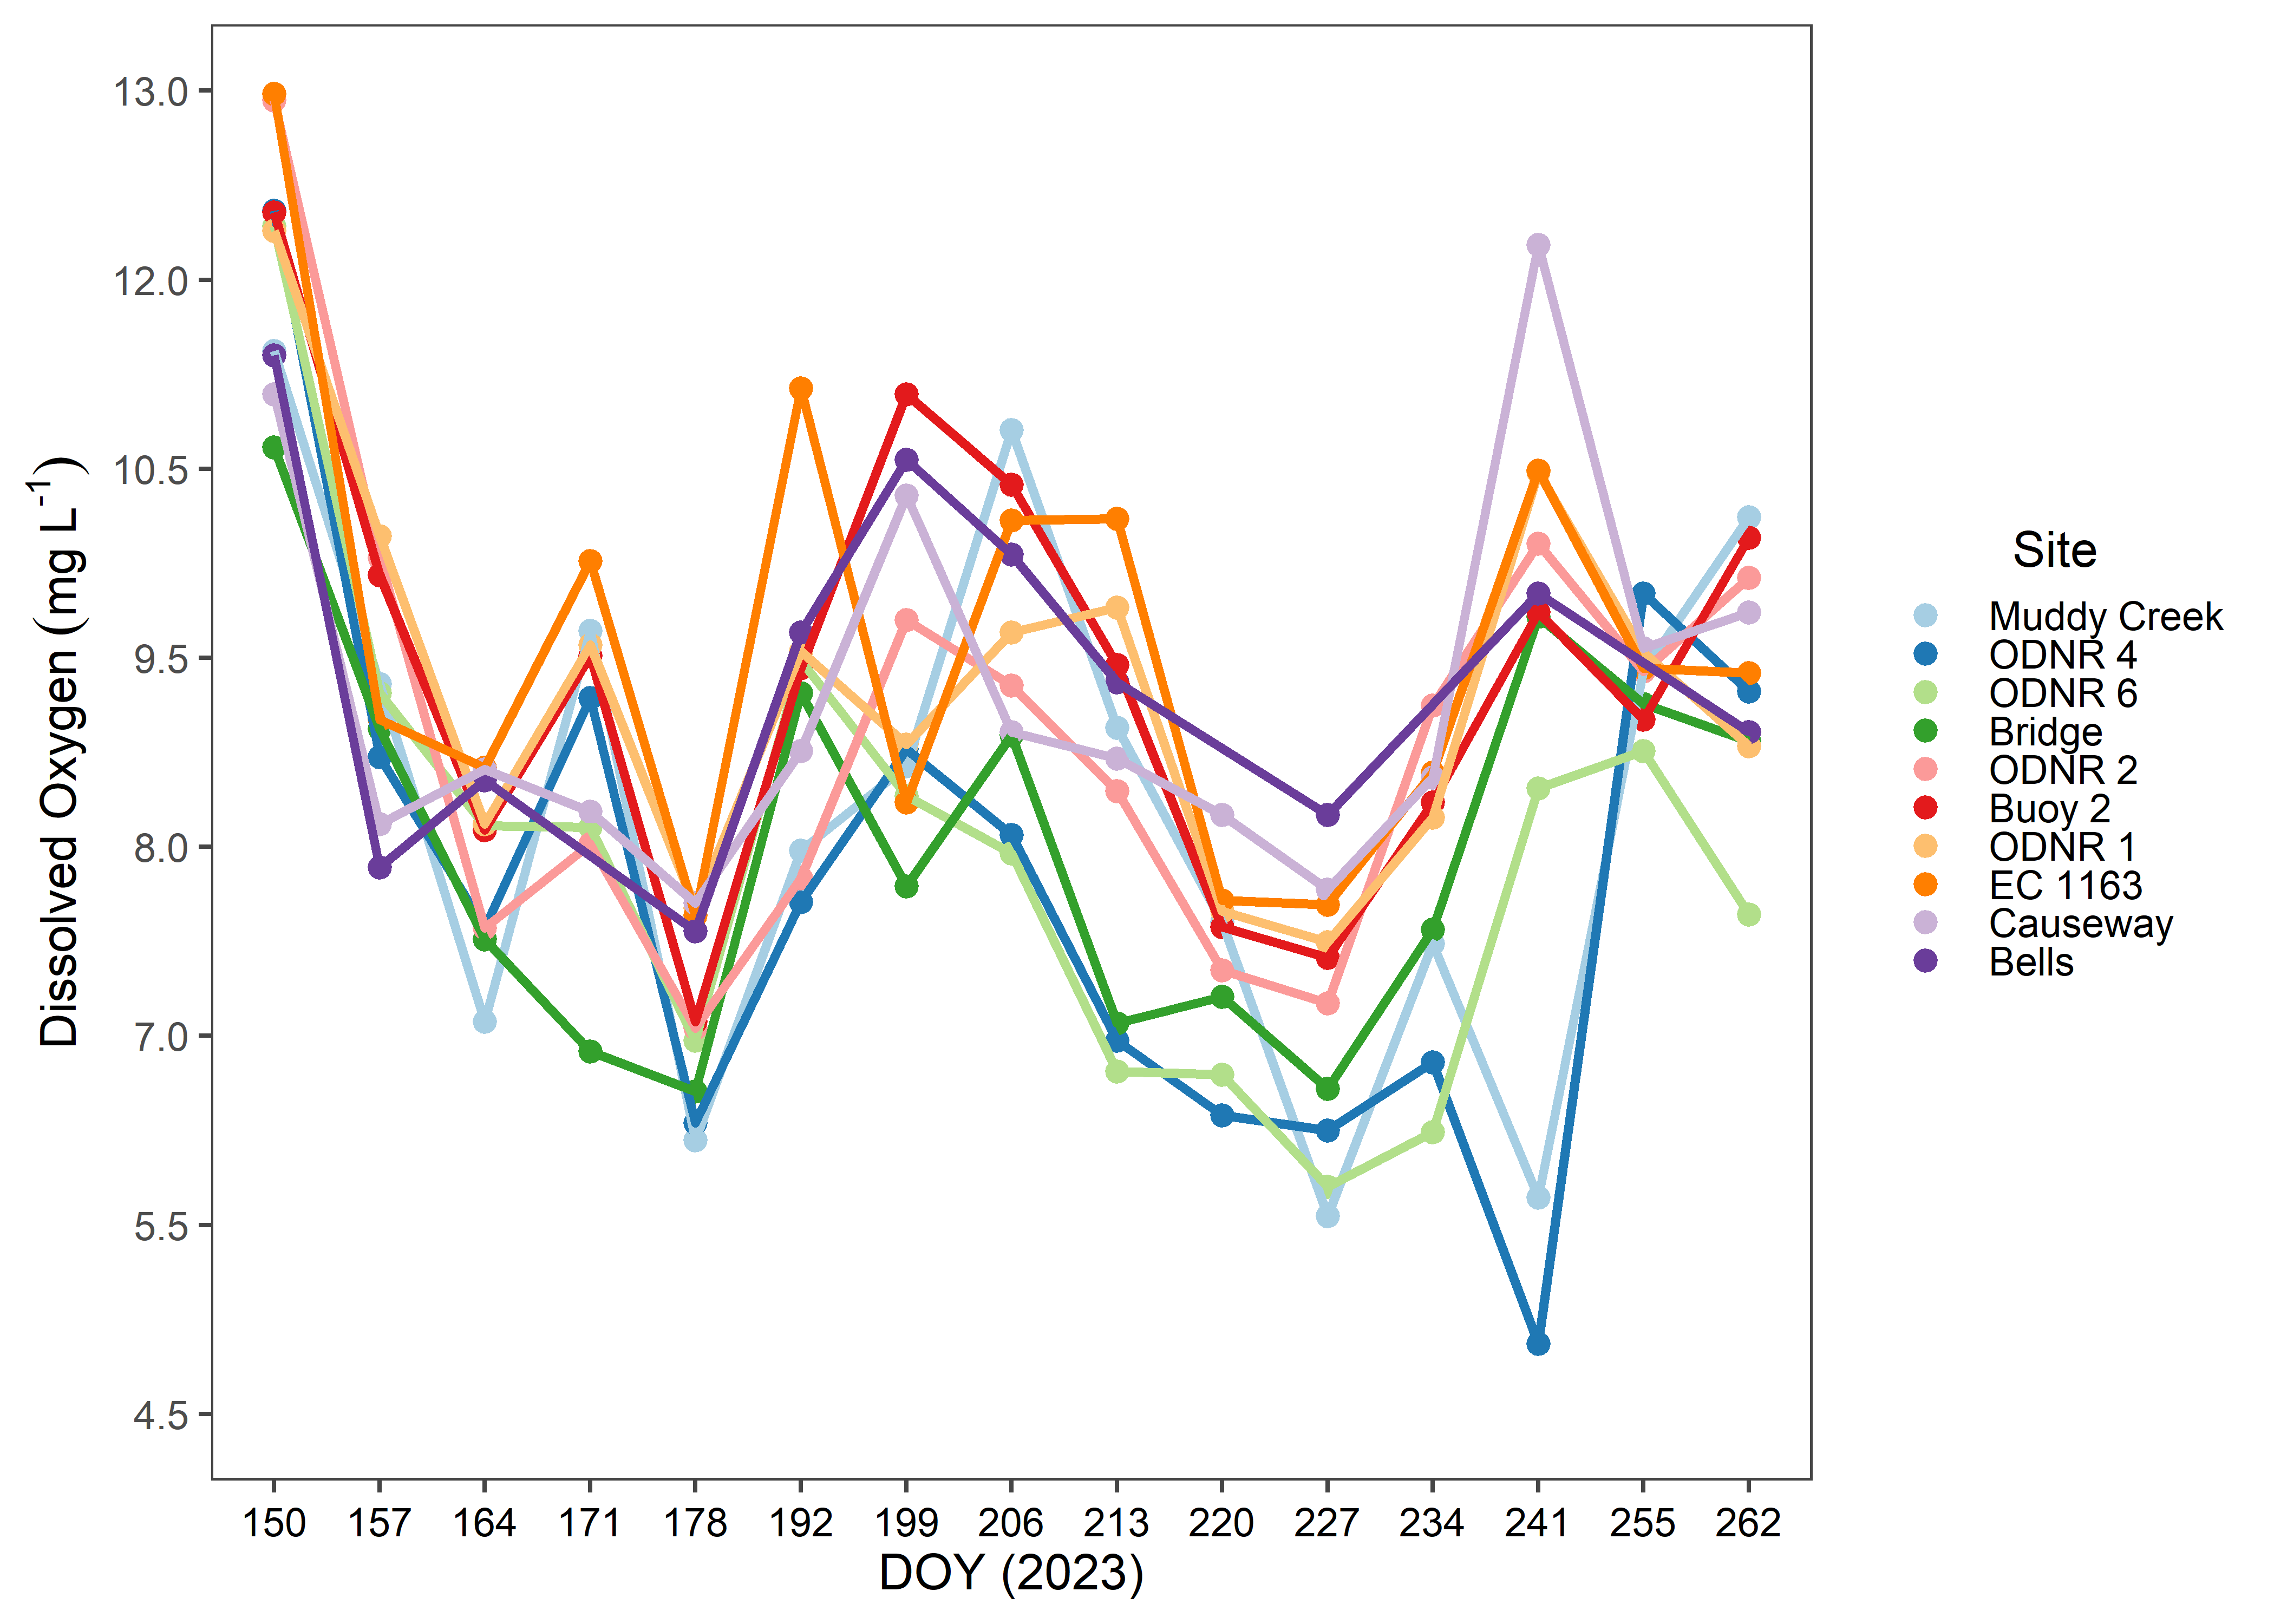 13.0
12.0
10.5
9.5
8.0
7.0
5.5
4.5
Dissolved Oxygen (mg L⁻¹)
150 157 164 171 178 192 199 206 213 220 227 234 241 255 262
DOY (2023)
Site
Muddy Creek
ODNR 4
ODNR 6
Bridge
ODNR 2
Buoy 2
ODNR 1
EC 1163
Causeway
Bells